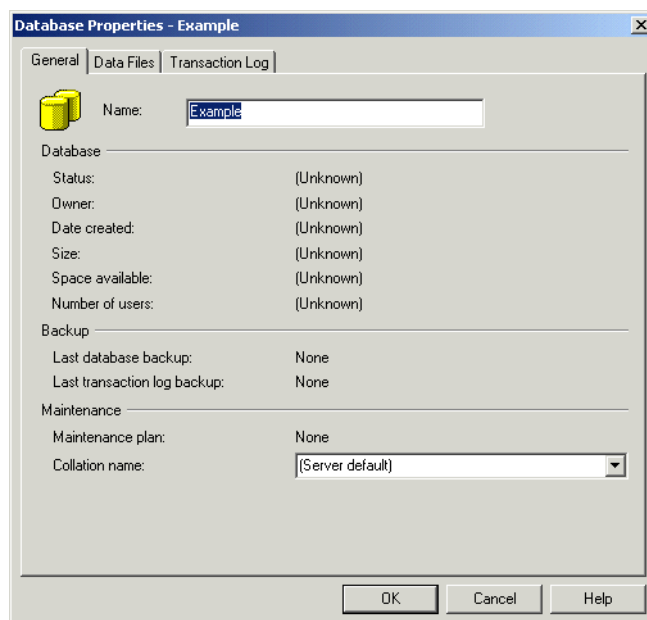 Database Properties - Example
General Data Files Transaction Log
Name: Example
Database
Status: (Unknown)
Owner: (Unknown)
Date created: (Unknown)
Size: (Unknown)
Space available: (Unknown)
Number of users: (Unknown)
Backup
Last database backup: None
Last transaction log backup: None
Maintenance
Maintenance plan: None
Collation name: (Server default)
OK Cancel Help